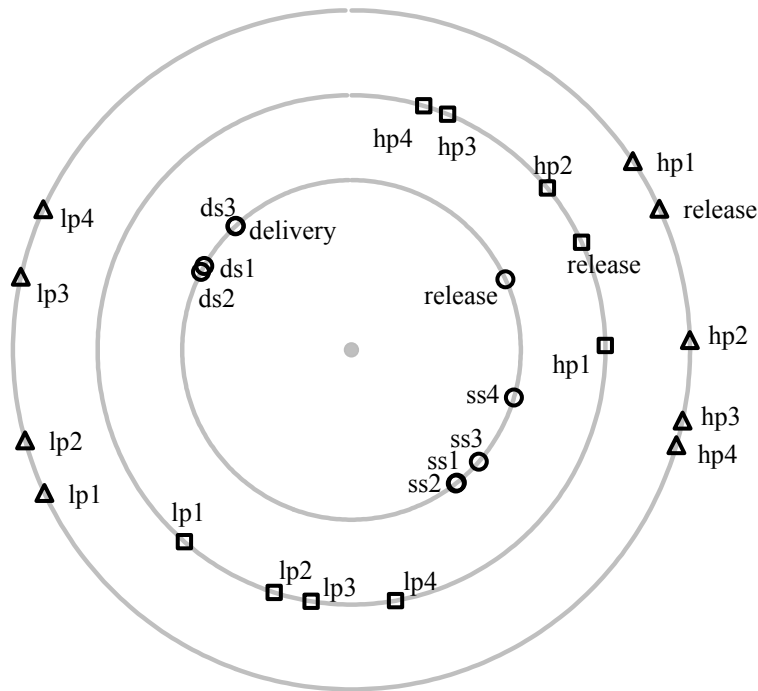 hp4
hp3
hp1
hp2
ds3
lp4
release
delivery
release
ds1
lp3
ds2
release
hp2
hp1
ss4
hp3
ss3
lp2
hp4
ss1
ss2
lp1
lp1
lp2
lp3
lp4